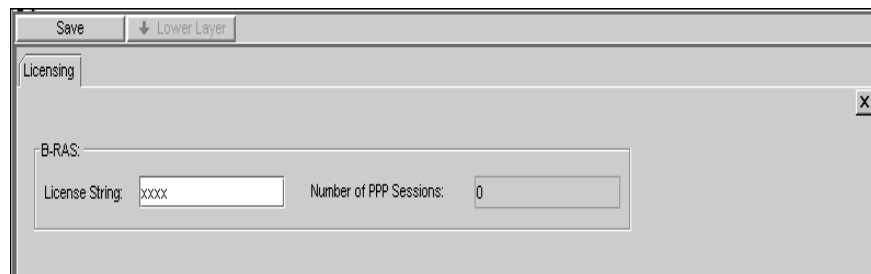 Save Lower Layer
Licensing
X
B-RAS:
License String: xxxx Number of PPP Sessions: 0